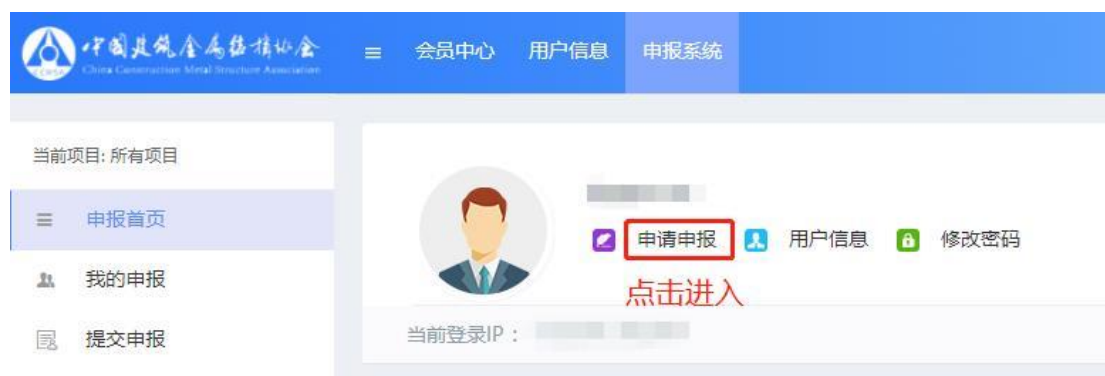 中国建筑金属结构协会
China Construction Metal Structure Association
会员中心 用户信息 申报系统
当前项目: 所有项目
申报首页
我的申报
提交申报
申请申报 用户信息 修改密码
点击进入
当前登录IP：